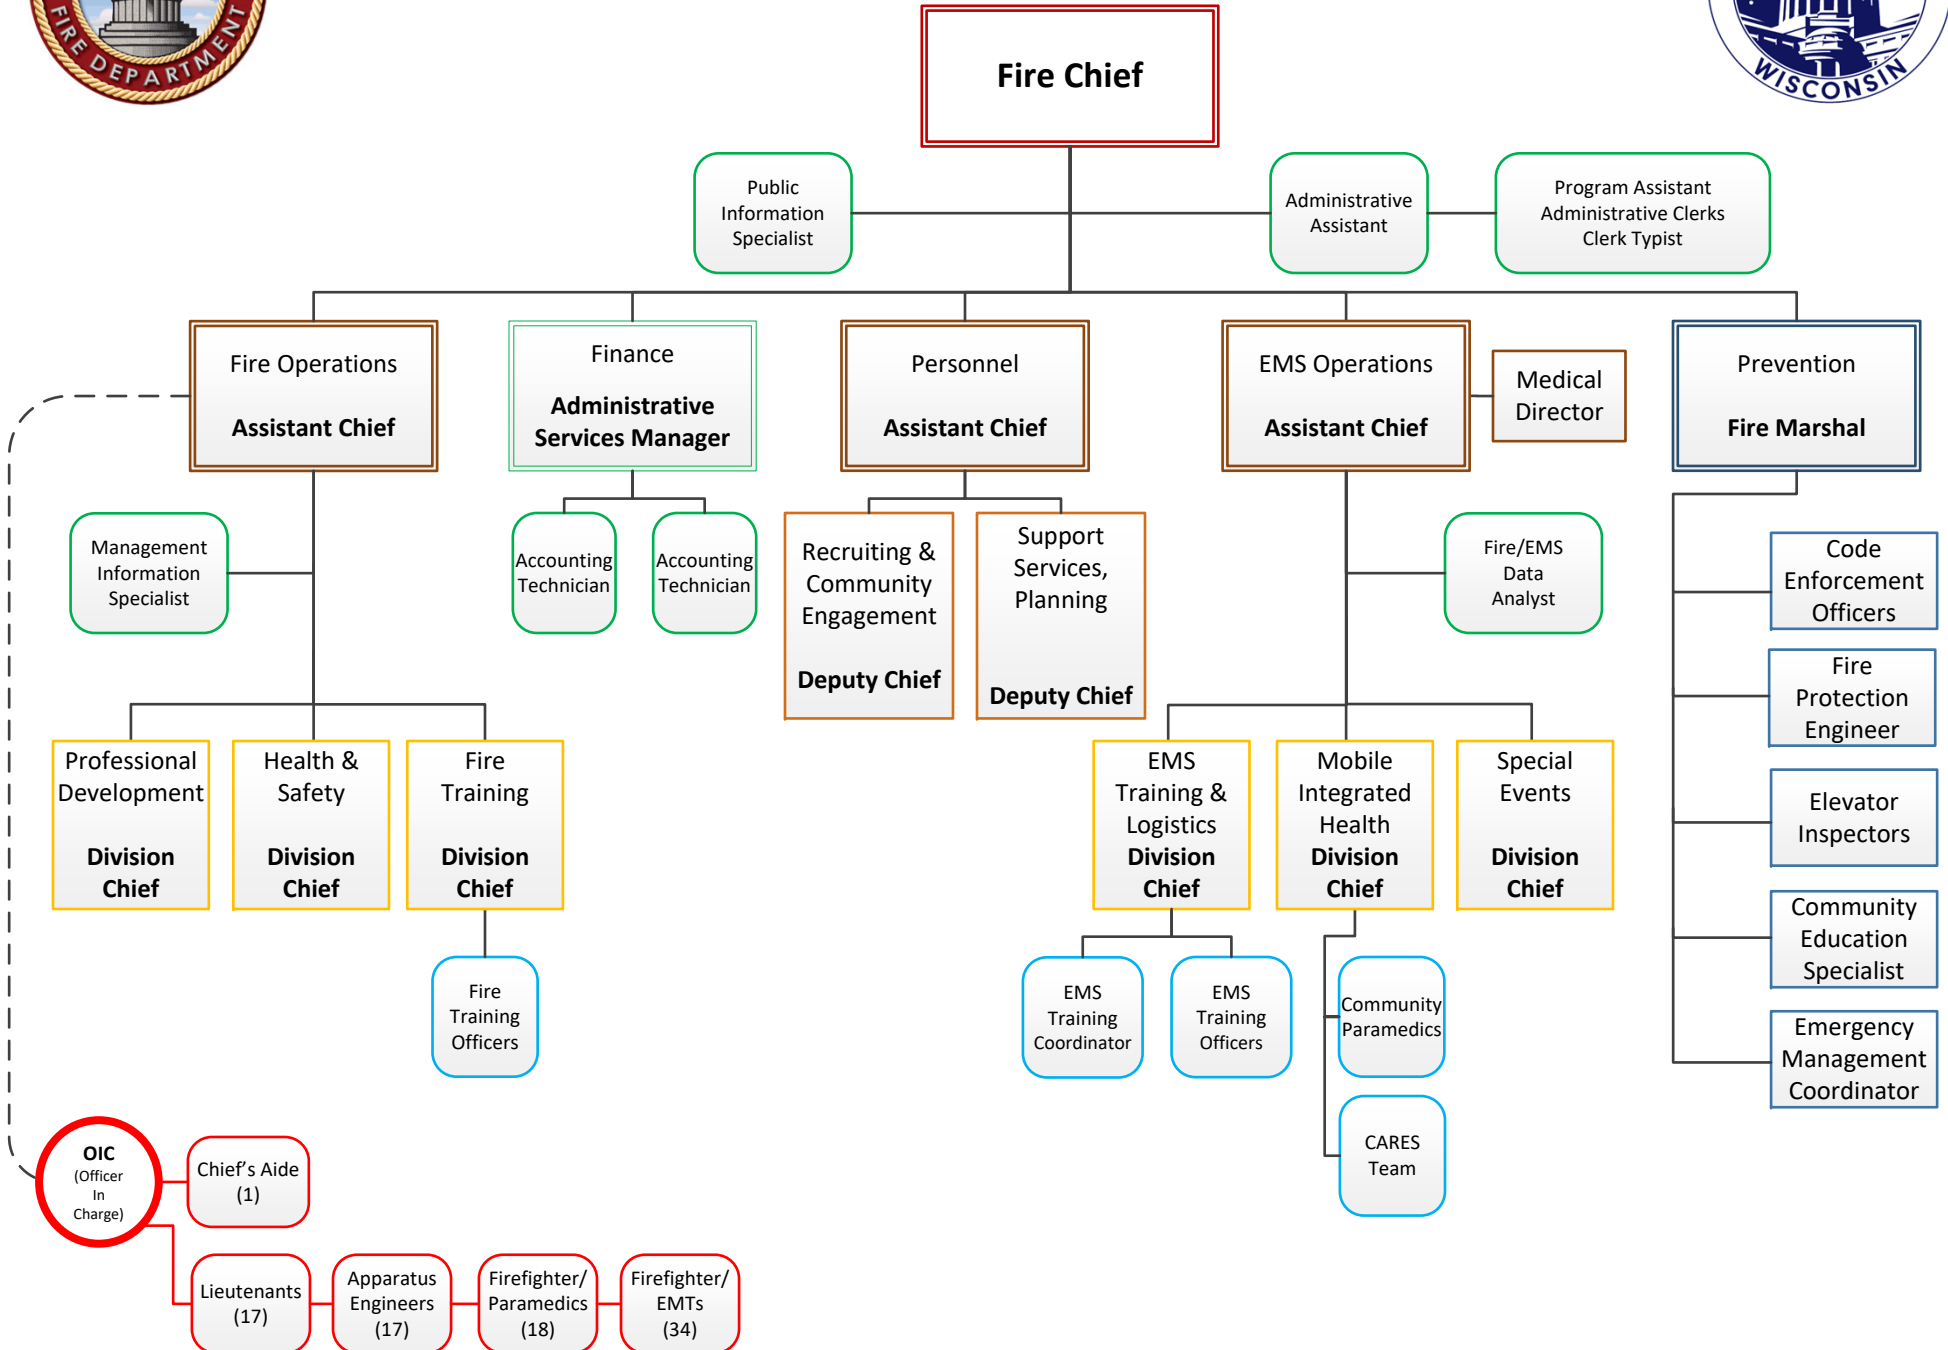 FIRE DEPARTMENT
WISCONSIN
Fire Chief
Public
Information
Specialist
Administrative
Assistant
Program Assistant
Administrative Clerks
Clerk Typist
Fire Operations
Assistant Chief
Finance
Administrative
Services Manager
Personnel
Assistant Chief
EMS Operations
Assistant Chief
Medical
Director
Prevention
Fire Marshal
Management
Information
Specialist
Accounting
Technician
Accounting
Technician
Recruiting &
Community
Engagement
Deputy Chief
Support
Services,
Planning
Deputy Chief
Fire/EMS
Data
Analyst
Code
Enforcement
Officers
Fire
Protection
Engineer
Elevator
Inspectors
Community
Education
Specialist
Emergency
Management
Coordinator
Professional
Development
Division
Chief
Health &
Safety
Division
Chief
Fire
Training
Division
Chief
EMS
Training &
Logistics
Division
Chief
Mobile
Integrated
Health
Division
Chief
Special
Events
Division
Chief
Fire
Training
Officers
EMS
Training
Coordinator
EMS
Training
Officers
Community
Paramedics
CARES
Team
OIC
(Officer
In
Charge)
Chief’s Aide
(1)
Lieutenants
(17)
Apparatus
Engineers
(17)
Firefighter/
Paramedics
(18)
Firefighter/
EMTs
(34)